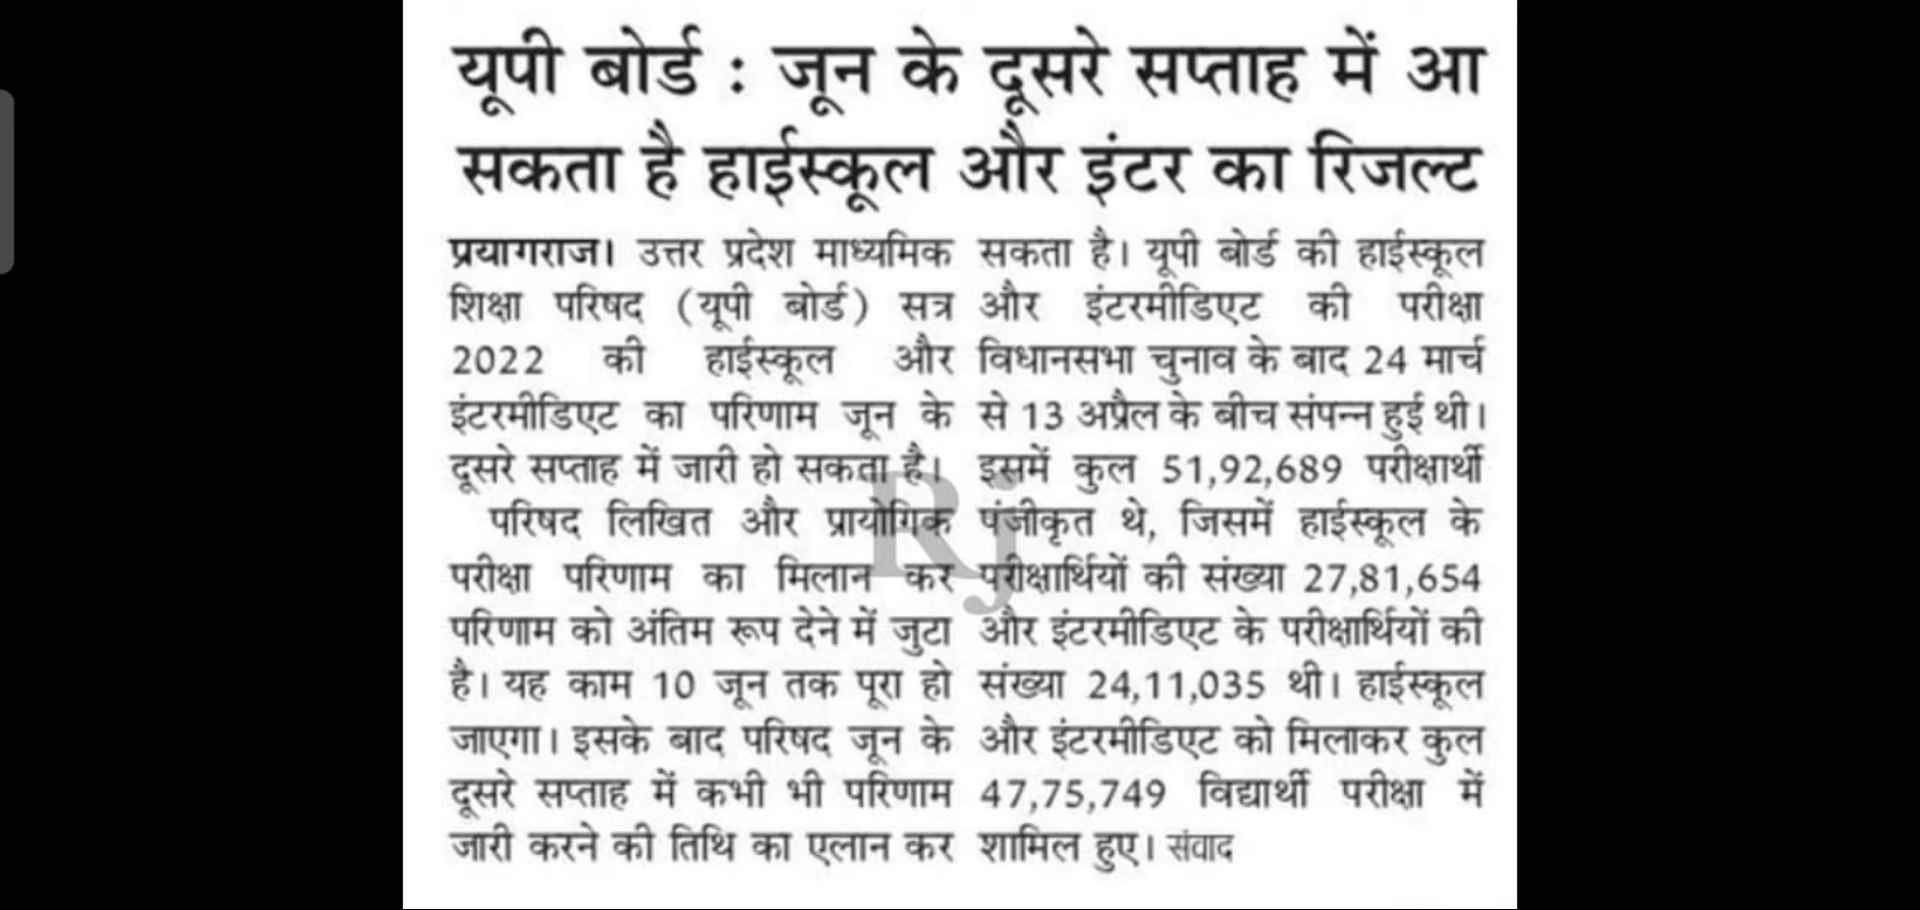 यूपी बोर्ड : जून के दूसरे सप्ताह में आ
सकता है हाईस्कूल और इंटर का रिजल्ट
प्रयागराज। उत्तर प्रदेश माध्यमिक
शिक्षा परिषद (यूपी बोर्ड) सत्र
2022 की हाईस्कूल और
इंटरमीडिएट का परिणाम जून के
दूसरे सप्ताह में जारी हो सकता है।
परिषद लिखित और प्रायोगिक
परीक्षा परिणाम का मिलान कर
परिणाम को अंतिम रूप देने में जुटा
है। यह काम 10 जून तक पूरा हो
जाएगा। इसके बाद परिषद जून के
दूसरे सप्ताह में कभी भी परिणाम
जारी करने की तिथि का एलान कर
सकता है। यूपी बोर्ड की हाईस्कूल
और इंटरमीडिएट की परीक्षा
विधानसभा चुनाव के बाद 24 मार्च
से 13 अप्रैल के बीच संपन्न हुई थी।
इसमें कुल 51,92,689 परीक्षार्थी
पंजीकृत थे, जिसमें हाईस्कूल के
परीक्षार्थियों की संख्या 27,81,654
और इंटरमीडिएट के परीक्षार्थियों की
संख्या 24,11,035 थी। हाईस्कूल
और इंटरमीडिएट को मिलाकर कुल
47,75,749 विद्यार्थी परीक्षा में
शामिल हुए। संवाद
Rj